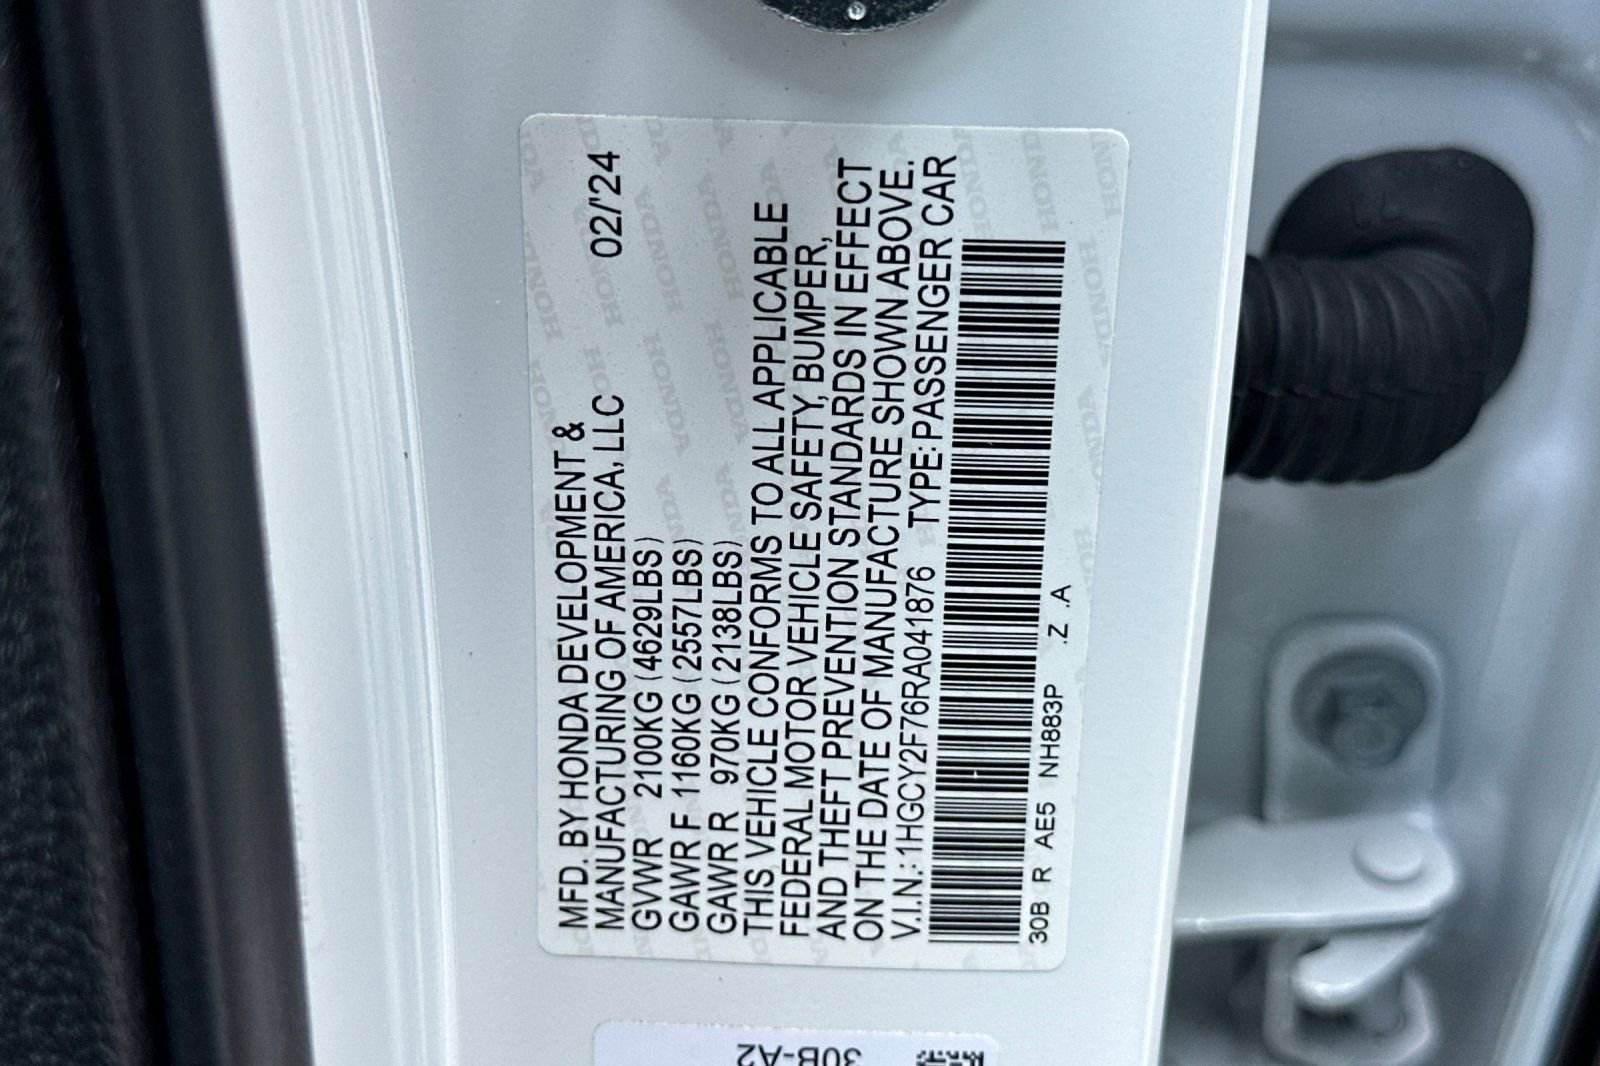 MFD. BY HONDA DEVELOPMENT &
MANUFACTURING OF AMERICA, LLC 02/'24
GVWR 2100KG (4629LBS)
GAWR F 1160KG (2557LBS)
GAWR R 970KG (2138LBS)
THIS VEHICLE CONFORMS TO ALL APPLICABLE
FEDERAL MOTOR VEHICLE SAFETY, BUMPER,
AND THEFT PREVENTION STANDARDS IN EFFECT
ON THE DATE OF MANUFACTURE SHOWN ABOVE.
V.I.N.: 1HGCY2F76RA041876 TYPE: PASSENGER CAR
30B R AE5 NH883P .Z .A
30B-A2